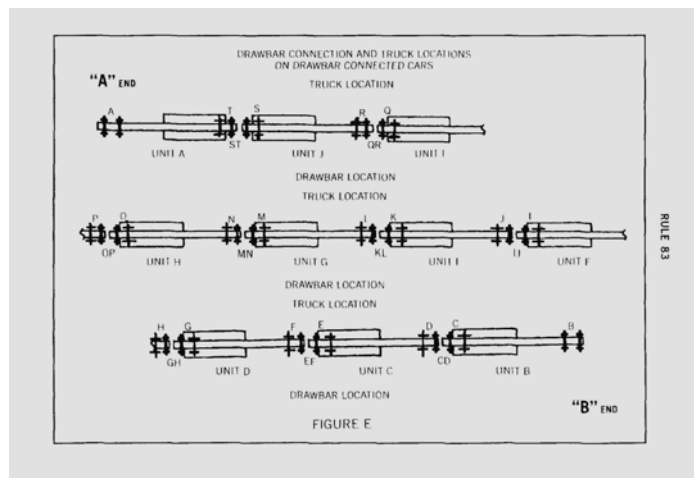 DRAWBAR CONNECTION AND TRUCK LOCATIONS
ON DRAWBAR CONNECTED CARS
"A" END
TRUCK LOCATION
A T S R Q
UNIT A ST UNIT J QR UNIT I
DRAWBAR LOCATION
TRUCK LOCATION
P O N M I K J I
OP UNIT H MN UNIT G KL UNIT I IJ UNIT F
RULE 83
DRAWBAR LOCATION
TRUCK LOCATION
H G F E D C B
GH UNIT D EF UNIT C CD UNIT B
DRAWBAR LOCATION
"B" END
FIGURE E